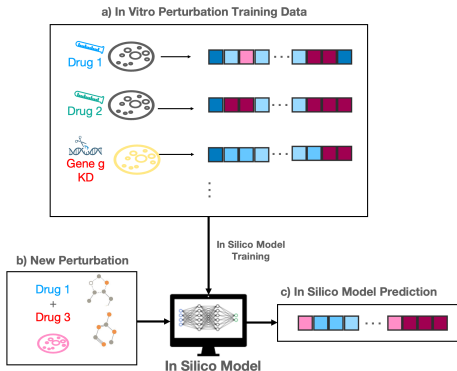 a) In Vitro Perturbation Training Data
Drug 1
Drug 2
Gene g
KD
In Silico Model
Training
b) New Perturbation
Drug 1
+
Drug 3
c) In Silico Model Prediction
In Silico Model